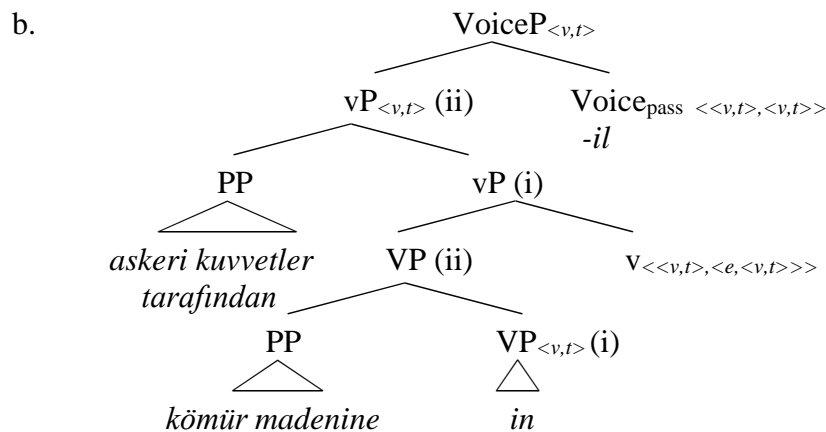 b. VoiceP<v,t>
vP<v,t> (ii) Voicepass <<v,t>,<v,t>>
-il
PP vP (i)
askeri kuvvetler VP (ii) v<<v,t>,<e,<v,t>>>
tarafından
PP VP<v,t> (i)
kömür madenine in